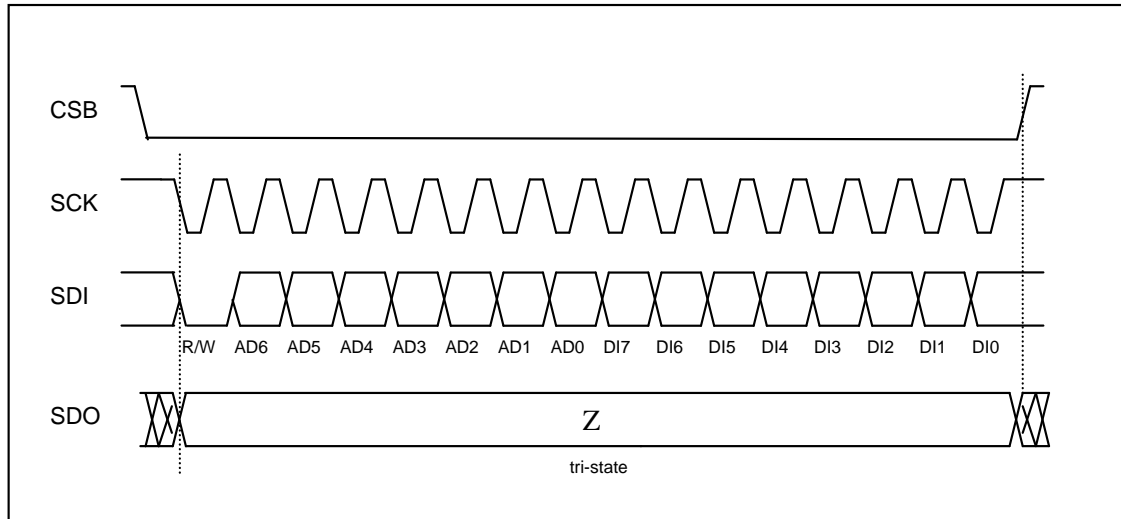 CSB
SCK
SDI
R/W AD6 AD5 AD4 AD3 AD2 AD1 AD0 DI7 DI6 DI5 DI4 DI3 DI2 DI1 DI0
SDO
Z
tri-state